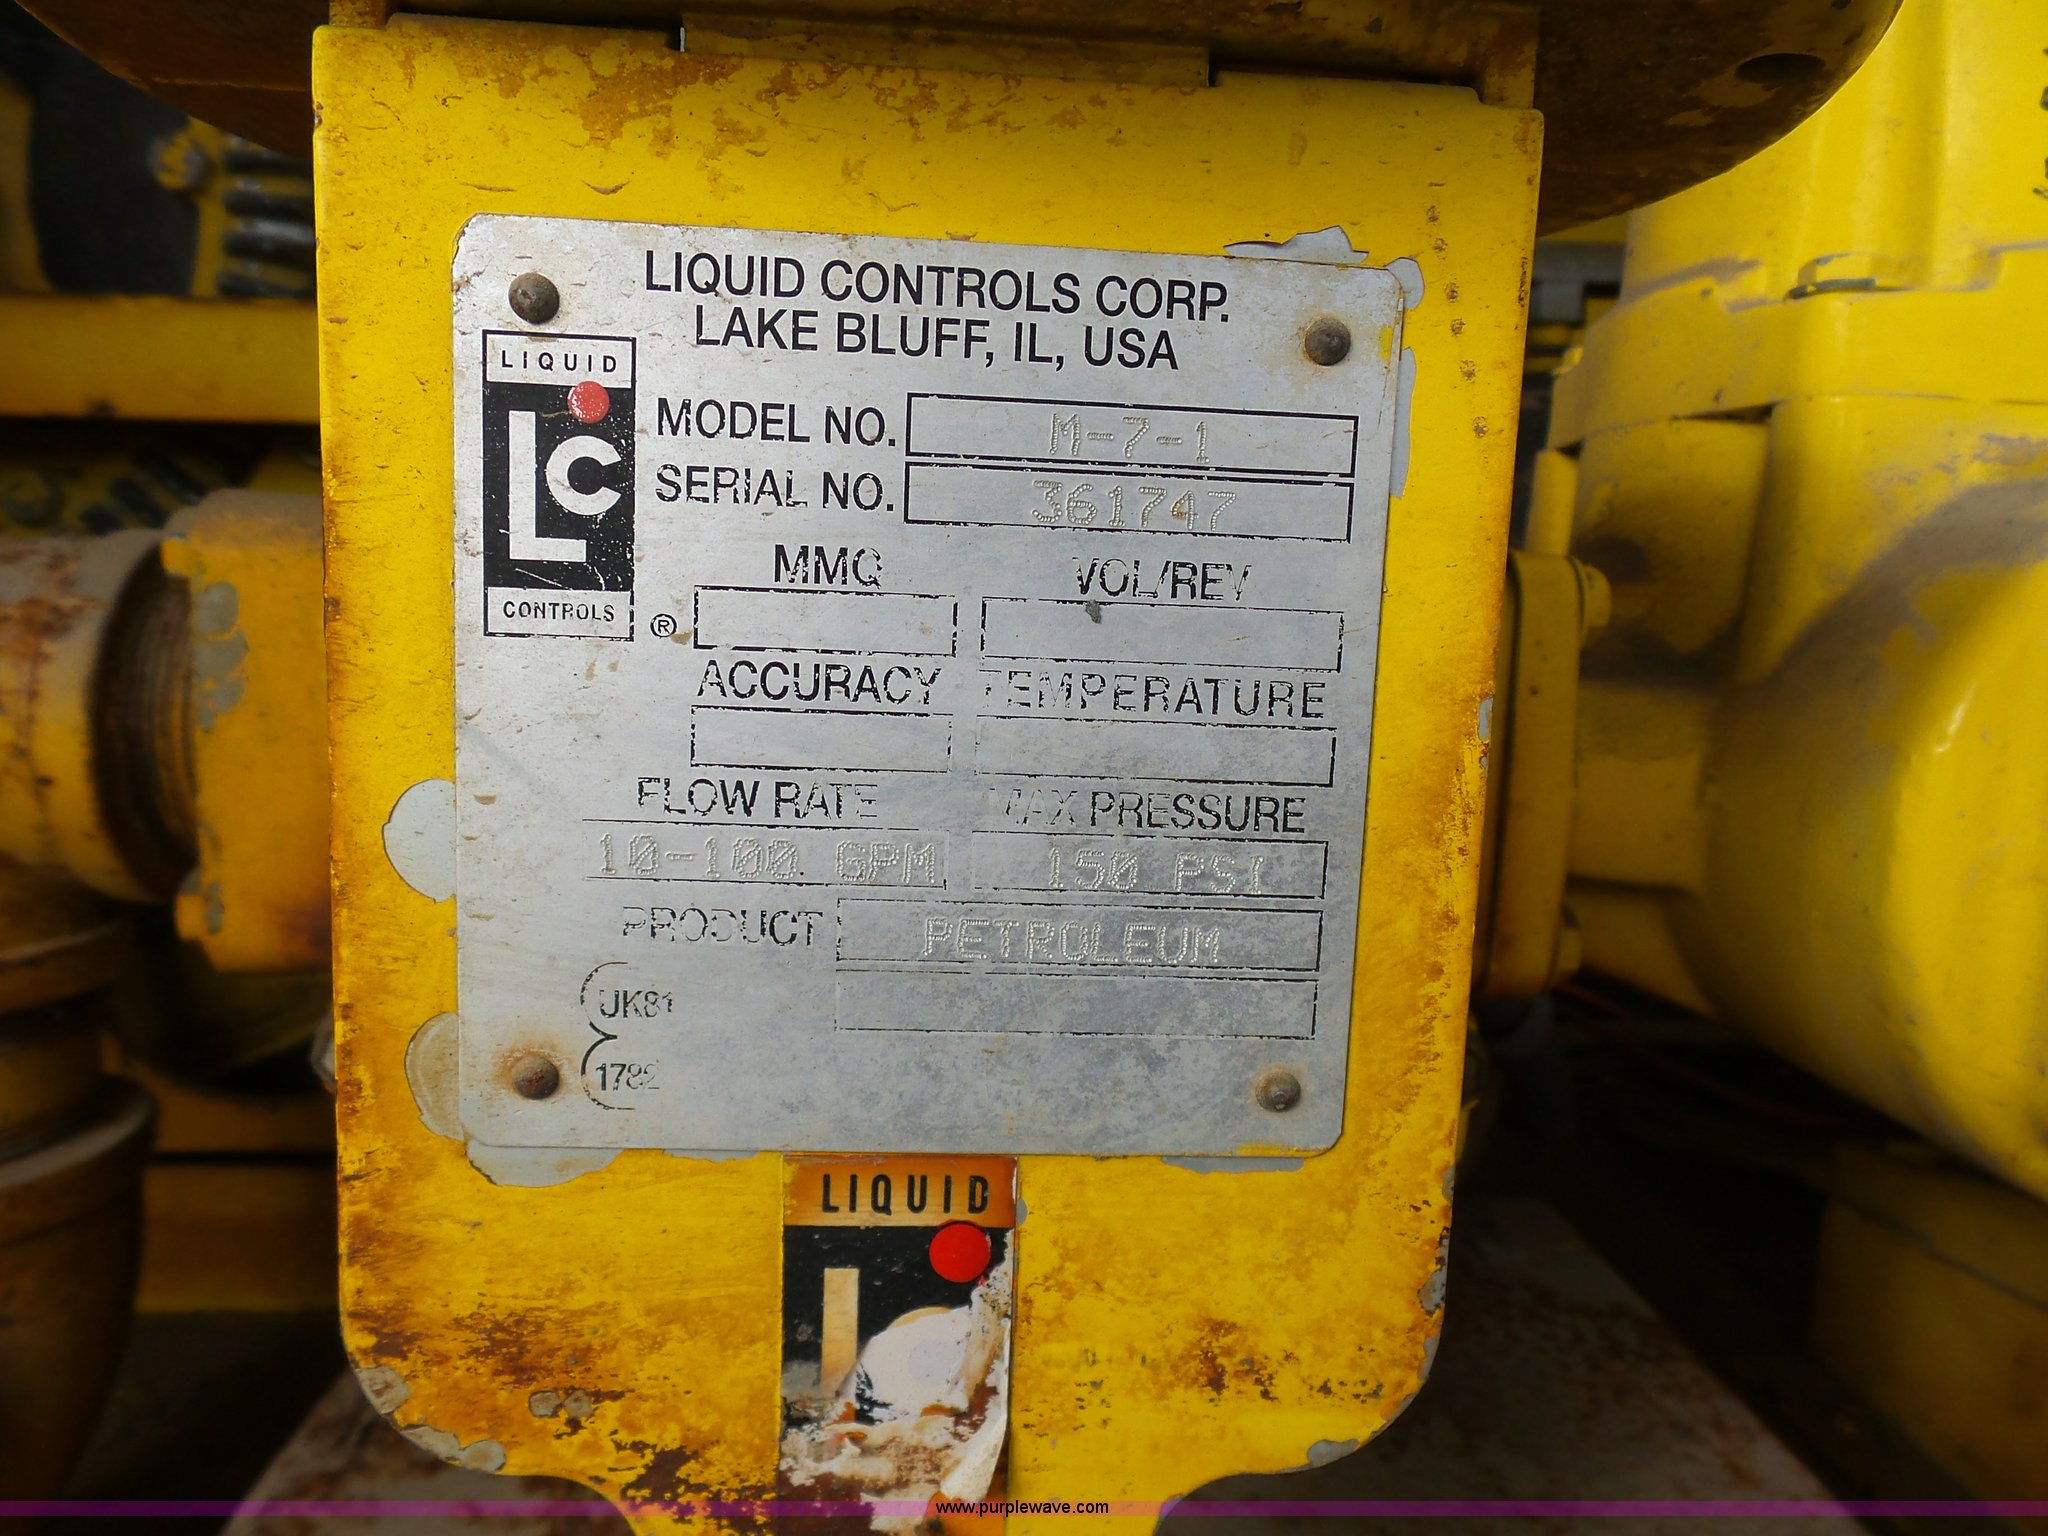 LIQUID CONTROLS CORP.
LAKE BLUFF, IL, USA
LIQUID
LC
CONTROLS
®
MODEL NO. M-7-1
SERIAL NO. 361747
MMQ VOL/REV
ACCURACY TEMPERATURE
FLOW RATE MAX PRESSURE
10-100 GPM 150 PSI
PRODUCT PETROLEUM
UK81
1782
LIQUID
L
www.purplewave.com